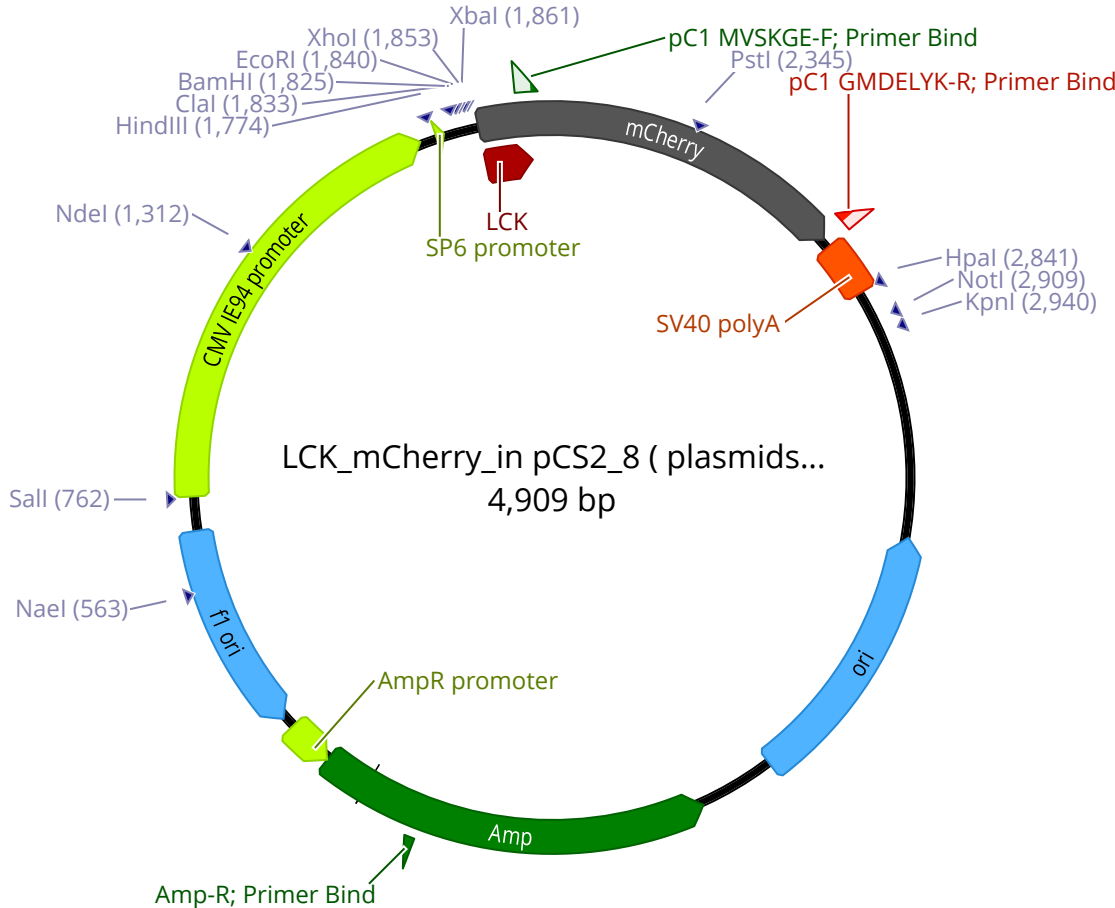 XbaI (1,861)
XhoI (1,853)
EcoRI (1,840)
BamHI (1,825)
ClaI (1,833)
HindIII (1,774)
pC1 MVSKGE-F; Primer Bind
PstI (2,345)
pC1 GMDELYK-R; Primer Bind
mCherry
LCK
SP6 promoter
NdeI (1,312)
CMV IE94 promoter
HpaI (2,841)
NotI (2,909)
KpnI (2,940)
SV40 polyA
LCK_mCherry_in pCS2_8 ( plasmids...
4,909 bp
SalI (762)
NaeI (563)
f1 ori
ori
AmpR promoter
Amp
Amp-R; Primer Bind